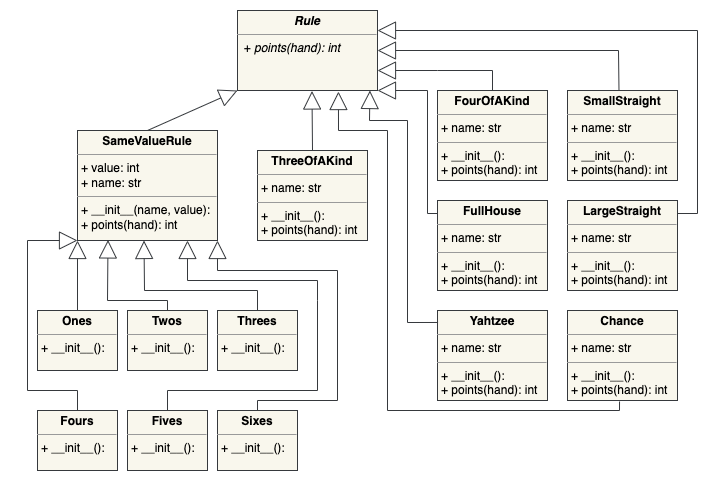 Rule
+ points(hand): int
SameValueRule
+ value: int
+ name: str
+ __init__(name, value):
+ points(hand): int
ThreeOfAKind
+ name: str
+ __init__():
+ points(hand): int
FourOfAKind
+ name: str
+ __init__():
+ points(hand): int
SmallStraight
+ name: str
+ __init__():
+ points(hand): int
FullHouse
+ name: str
+ __init__():
+ points(hand): int
LargeStraight
+ name: str
+ __init__():
+ points(hand): int
Ones
+ __init__():
Twos
+ __init__():
Threes
+ __init__():
Yahtzee
+ name: str
+ __init__():
+ points(hand): int
Chance
+ name: str
+ __init__():
+ points(hand): int
Fours
+ __init__():
Fives
+ __init__():
Sixes
+ __init__():